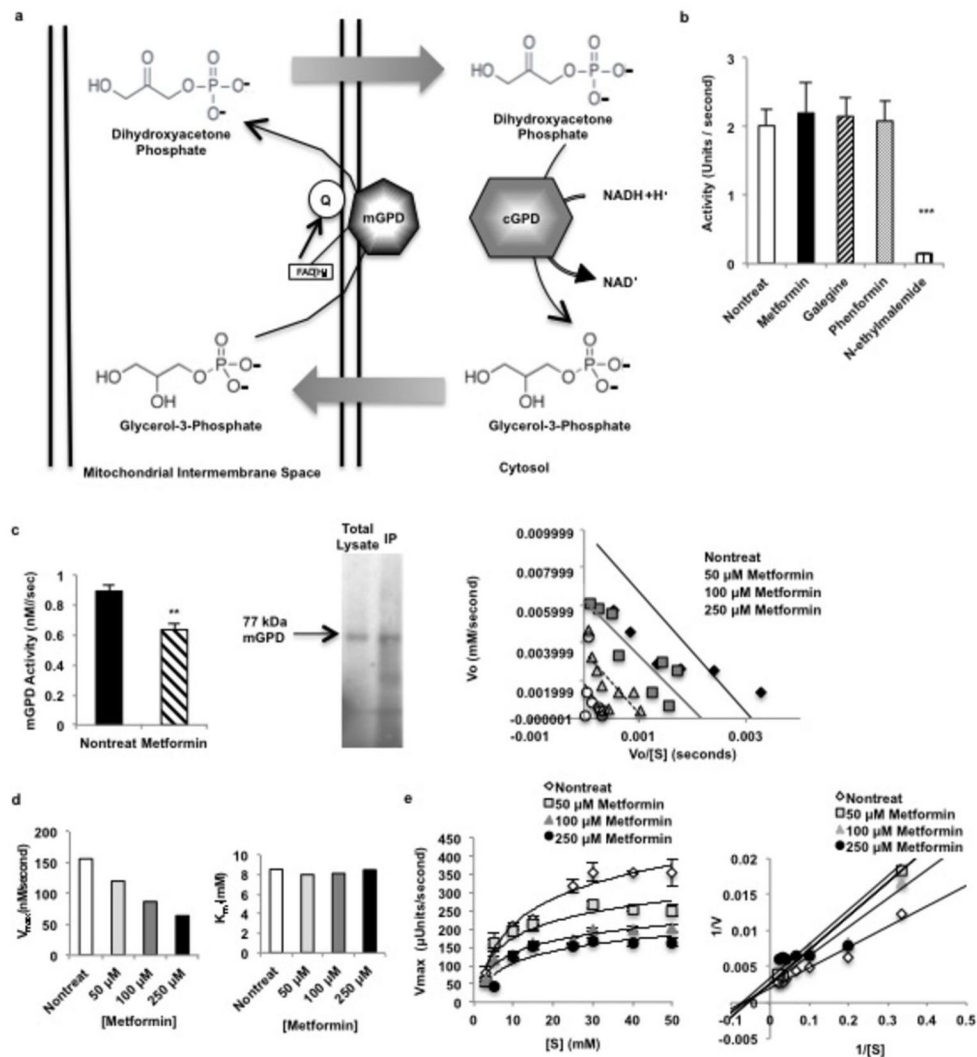 a
HO
O
O
P
O
O-
O-
Dihydroxyacetone
Phosphate
HO
O
O
P
O
O-
O-
Dihydroxyacetone
Phosphate
Q
mGPD
cGPD
NADH+H+
NAD+
HO
OH
O
P
O
O-
O-
Glycerol-3-Phosphate
HO
OH
O
P
O
O-
O-
Glycerol-3-Phosphate
Mitochondrial Intermembrane Space
Cytosol
b
Activity (Units / second)
3
2
1
0
***
Nontreat
Metformin
Galegine
Phenformin
N-ethylmalemide
c
mGPD Activity (nM//sec)
1
0.8
0.6
0.4
0.2
0
**
Nontreat Metformin
Total
Lysate IP
77 kDa
mGPD
Vo (mM/second)
0.009999
0.007999
0.005999
0.003999
0.001999
-0.000001
-0.001 0.001 0.003
Vo/[S] (seconds)
Nontreat
50 µM Metformin
100 µM Metformin
250 µM Metformin
d
Vmax (nM/second)
200
150
100
50
0
Nontreat
50 µM
100 µM
250 µM
[Metformin]
Km (mM)
10
8
6
4
2
0
Nontreat
50 µM
100 µM
250 µM
[Metformin]
e
Nontreat
50 µM Metformin
100 µM Metformin
250 µM Metformin
Vmax (µUnits/second)
450
400
350
300
250
200
150
100
50
0
0 10 20 30 40 50
[S] (mM)
Nontreat
50 µM Metformin
100 µM Metformin
250 µM Metformin
1/V
0.02
0.015
0.01
0.005
0
-0.005
-0.1 0 0.1 0.2 0.3 0.4 0.5
1/[S]